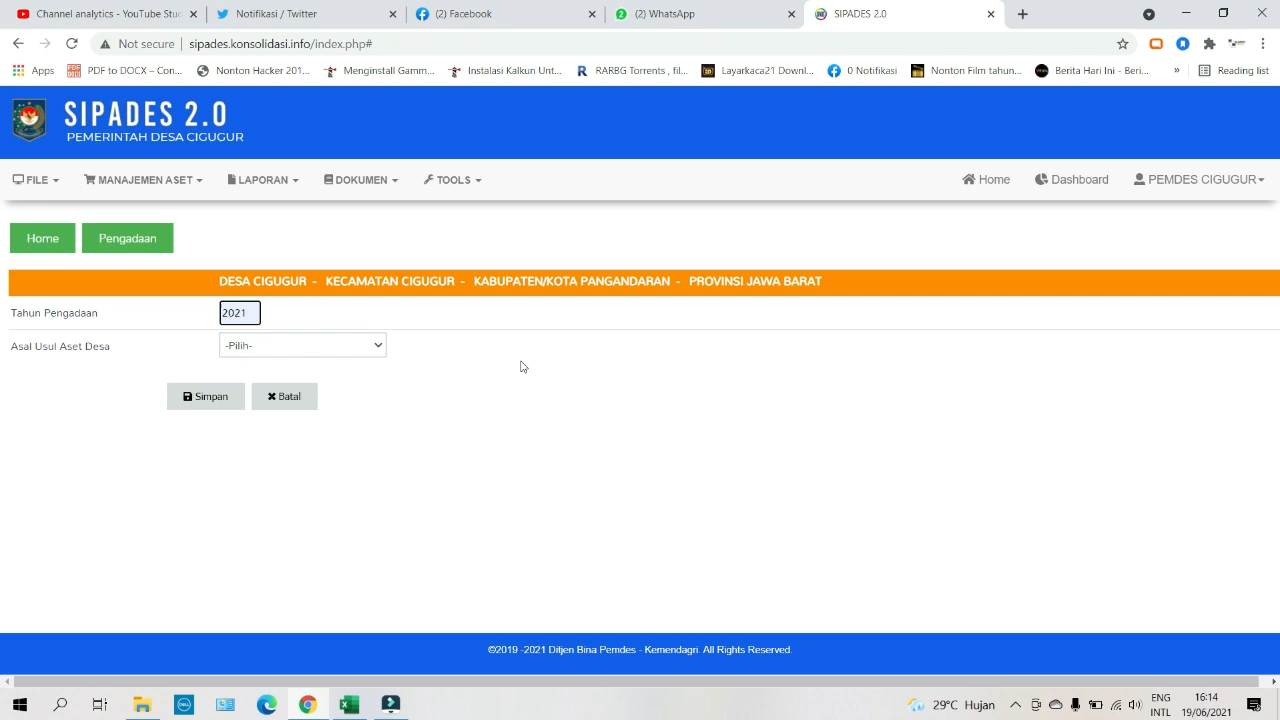 Channel analytics - YouTube Stu
Notifikasi / Twitter
(2) Facebook
2
(2) WhatsApp
SIPADES 2.0
Not secure
sipades.konsolidasi.info/index.php#
Apps
PDF to DOCX – Con...
Nonton Hacker 201...
Menginstall Gamm...
Instalasi Kalkun Unt...
RARBG Torrents , fil...
Layarkaca21 Downl...
0 Notifikasi
Nonton Film tahun...
Berita Hari Ini - Beri...
»
Reading list
SIPADES 2.0
PEMERINTAH DESA CIGUGUR
FILE
MANAJEMEN ASET
LAPORAN
DOKUMEN
TOOLS
Home
Dashboard
PEMDES CIGUGUR
Home
Pengadaan
DESA CIGUGUR - KECAMATAN CIGUGUR - KABUPATEN/KOTA PANGANDARAN - PROVINSI JAWA BARAT
Tahun Pengadaan
2021
Asal Usul Aset Desa
-Pilih-
Simpan
Batal
©2019 -2021 Ditjen Bina Pemdes - Kemendagri. All Rights Reserved.
DELL
29°C Hujan
ENG
INTL
16:14
19/06/2021